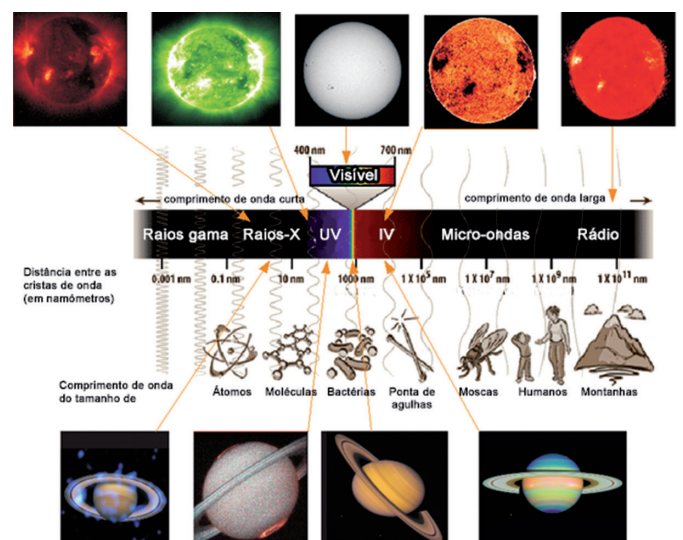 400 nm 700 nm
Visível
comprimento de onda curta comprimento de onda larga
Raios gama Raios-X UV IV Micro-ondas Rádio
Distância entre as
cristas de onda
(em namômetros)
0.001 nm 0.1 nm 10 nm 1000 nm 1 X 10⁵ nm 1 X 10⁷ nm 1 X 10⁹ nm 1 X 10¹¹ nm
Comprimento de onda
do tamanho de
Átomos Moléculas Bactérias Ponta de
agulhas Moscas Humanos Montanhas